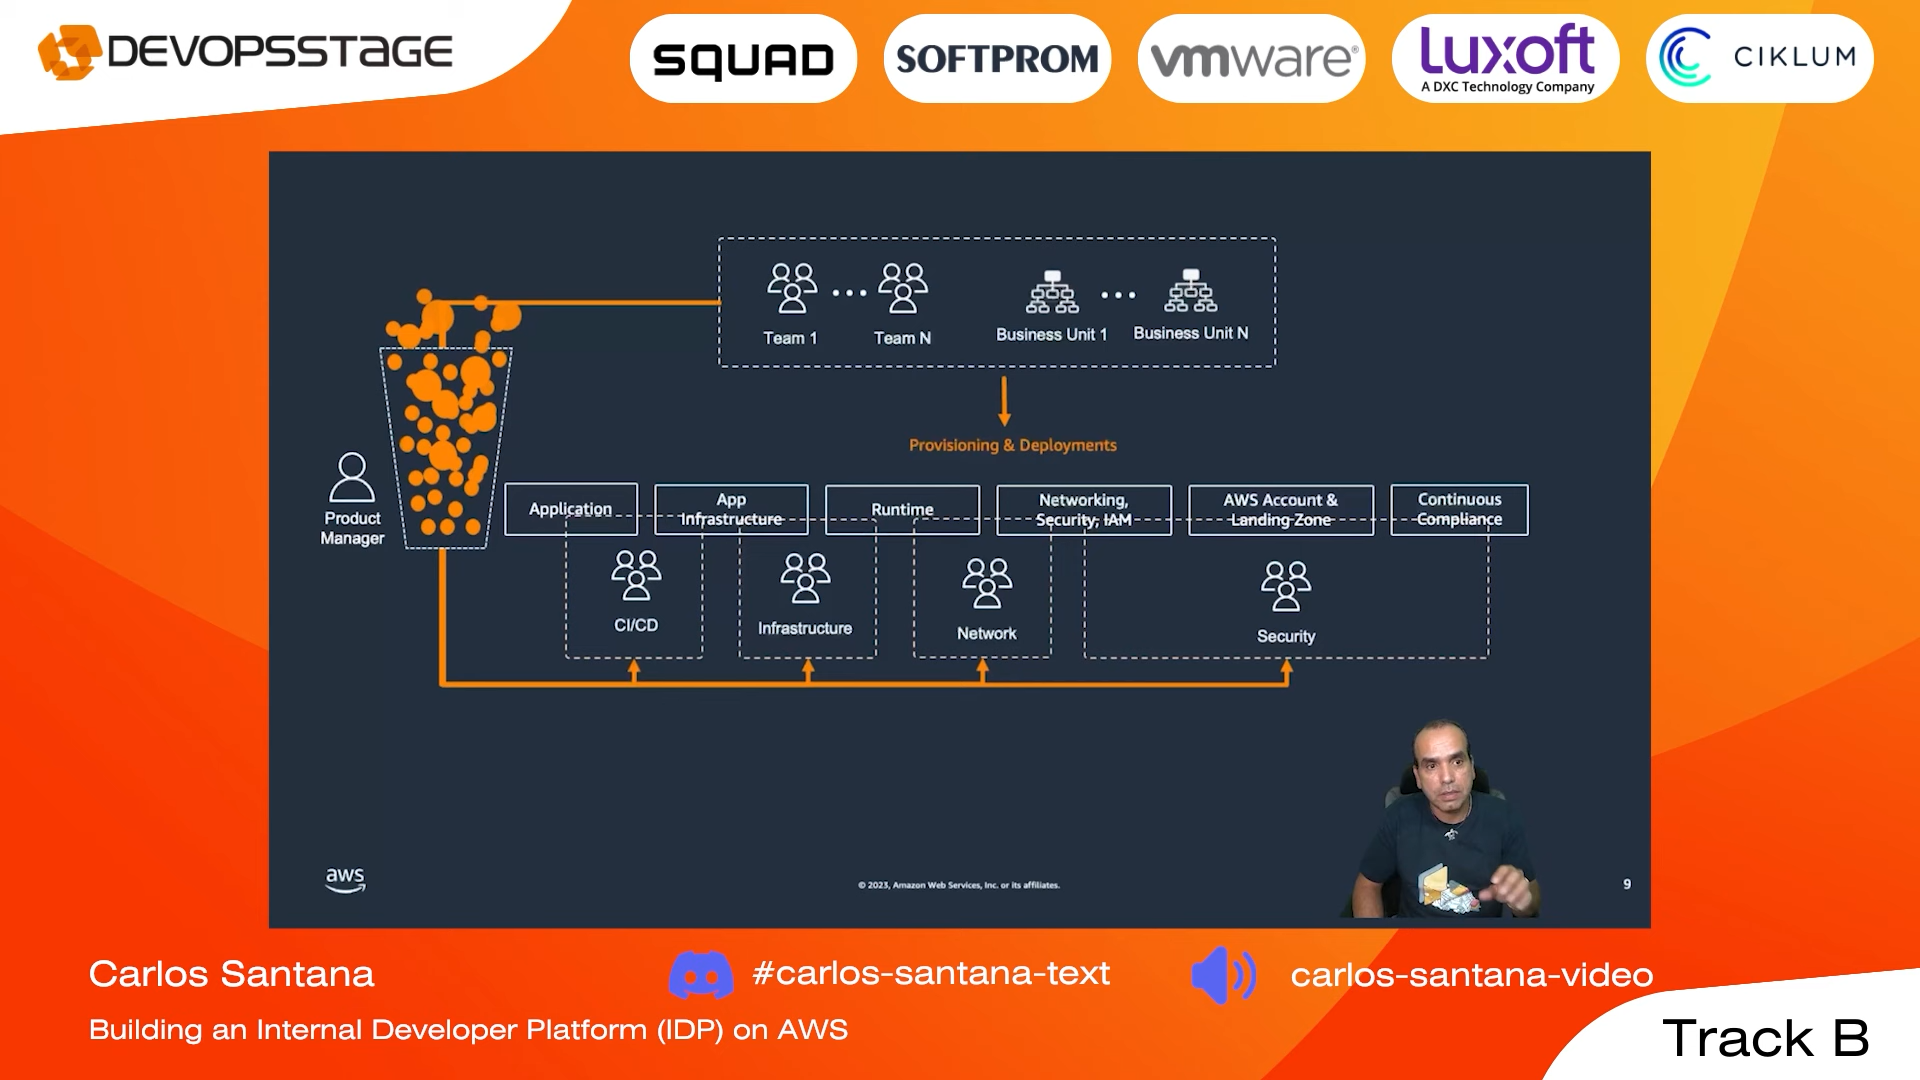 DEVOPSSTAGE
SQUAD
SOFTPROM
vmware®
Luxoft
A DXC Technology Company
CIKLUM
Team 1
Team N
Business Unit 1
Business Unit N
Provisioning & Deployments
Product
Manager
Application
App
Infrastructure
Runtime
Networking,
Security, IAM
AWS Account &
Landing Zone
Continuous
Compliance
CI/CD
Infrastructure
Network
Security
aws
© 2023, Amazon Web Services, Inc. or its affiliates.
9
Carlos Santana
#carlos-santana-text
carlos-santana-video
Building an Internal Developer Platform (IDP) on AWS
Track B